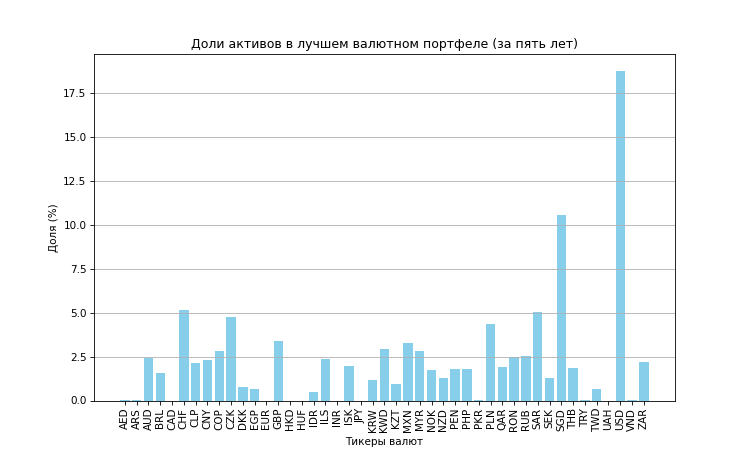 Доли активов в лучшем валютном портфеле (за пять лет)
Доля (%)
17.5
15.0
12.5
10.0
7.5
5.0
2.5
0.0
AED ARS AUD BRL CAD CHF CLP CNY COP CZK DKK EGP EUR GBP HKD HUF IDR ILS INR ISK JPY KRW KWD KZT MXN MYR NOK NZD PEN PHP PKR PLN QAR RON RUB SAR SEK SGD THB TRY TWD UAH USD VND ZAR
Тикеры валют